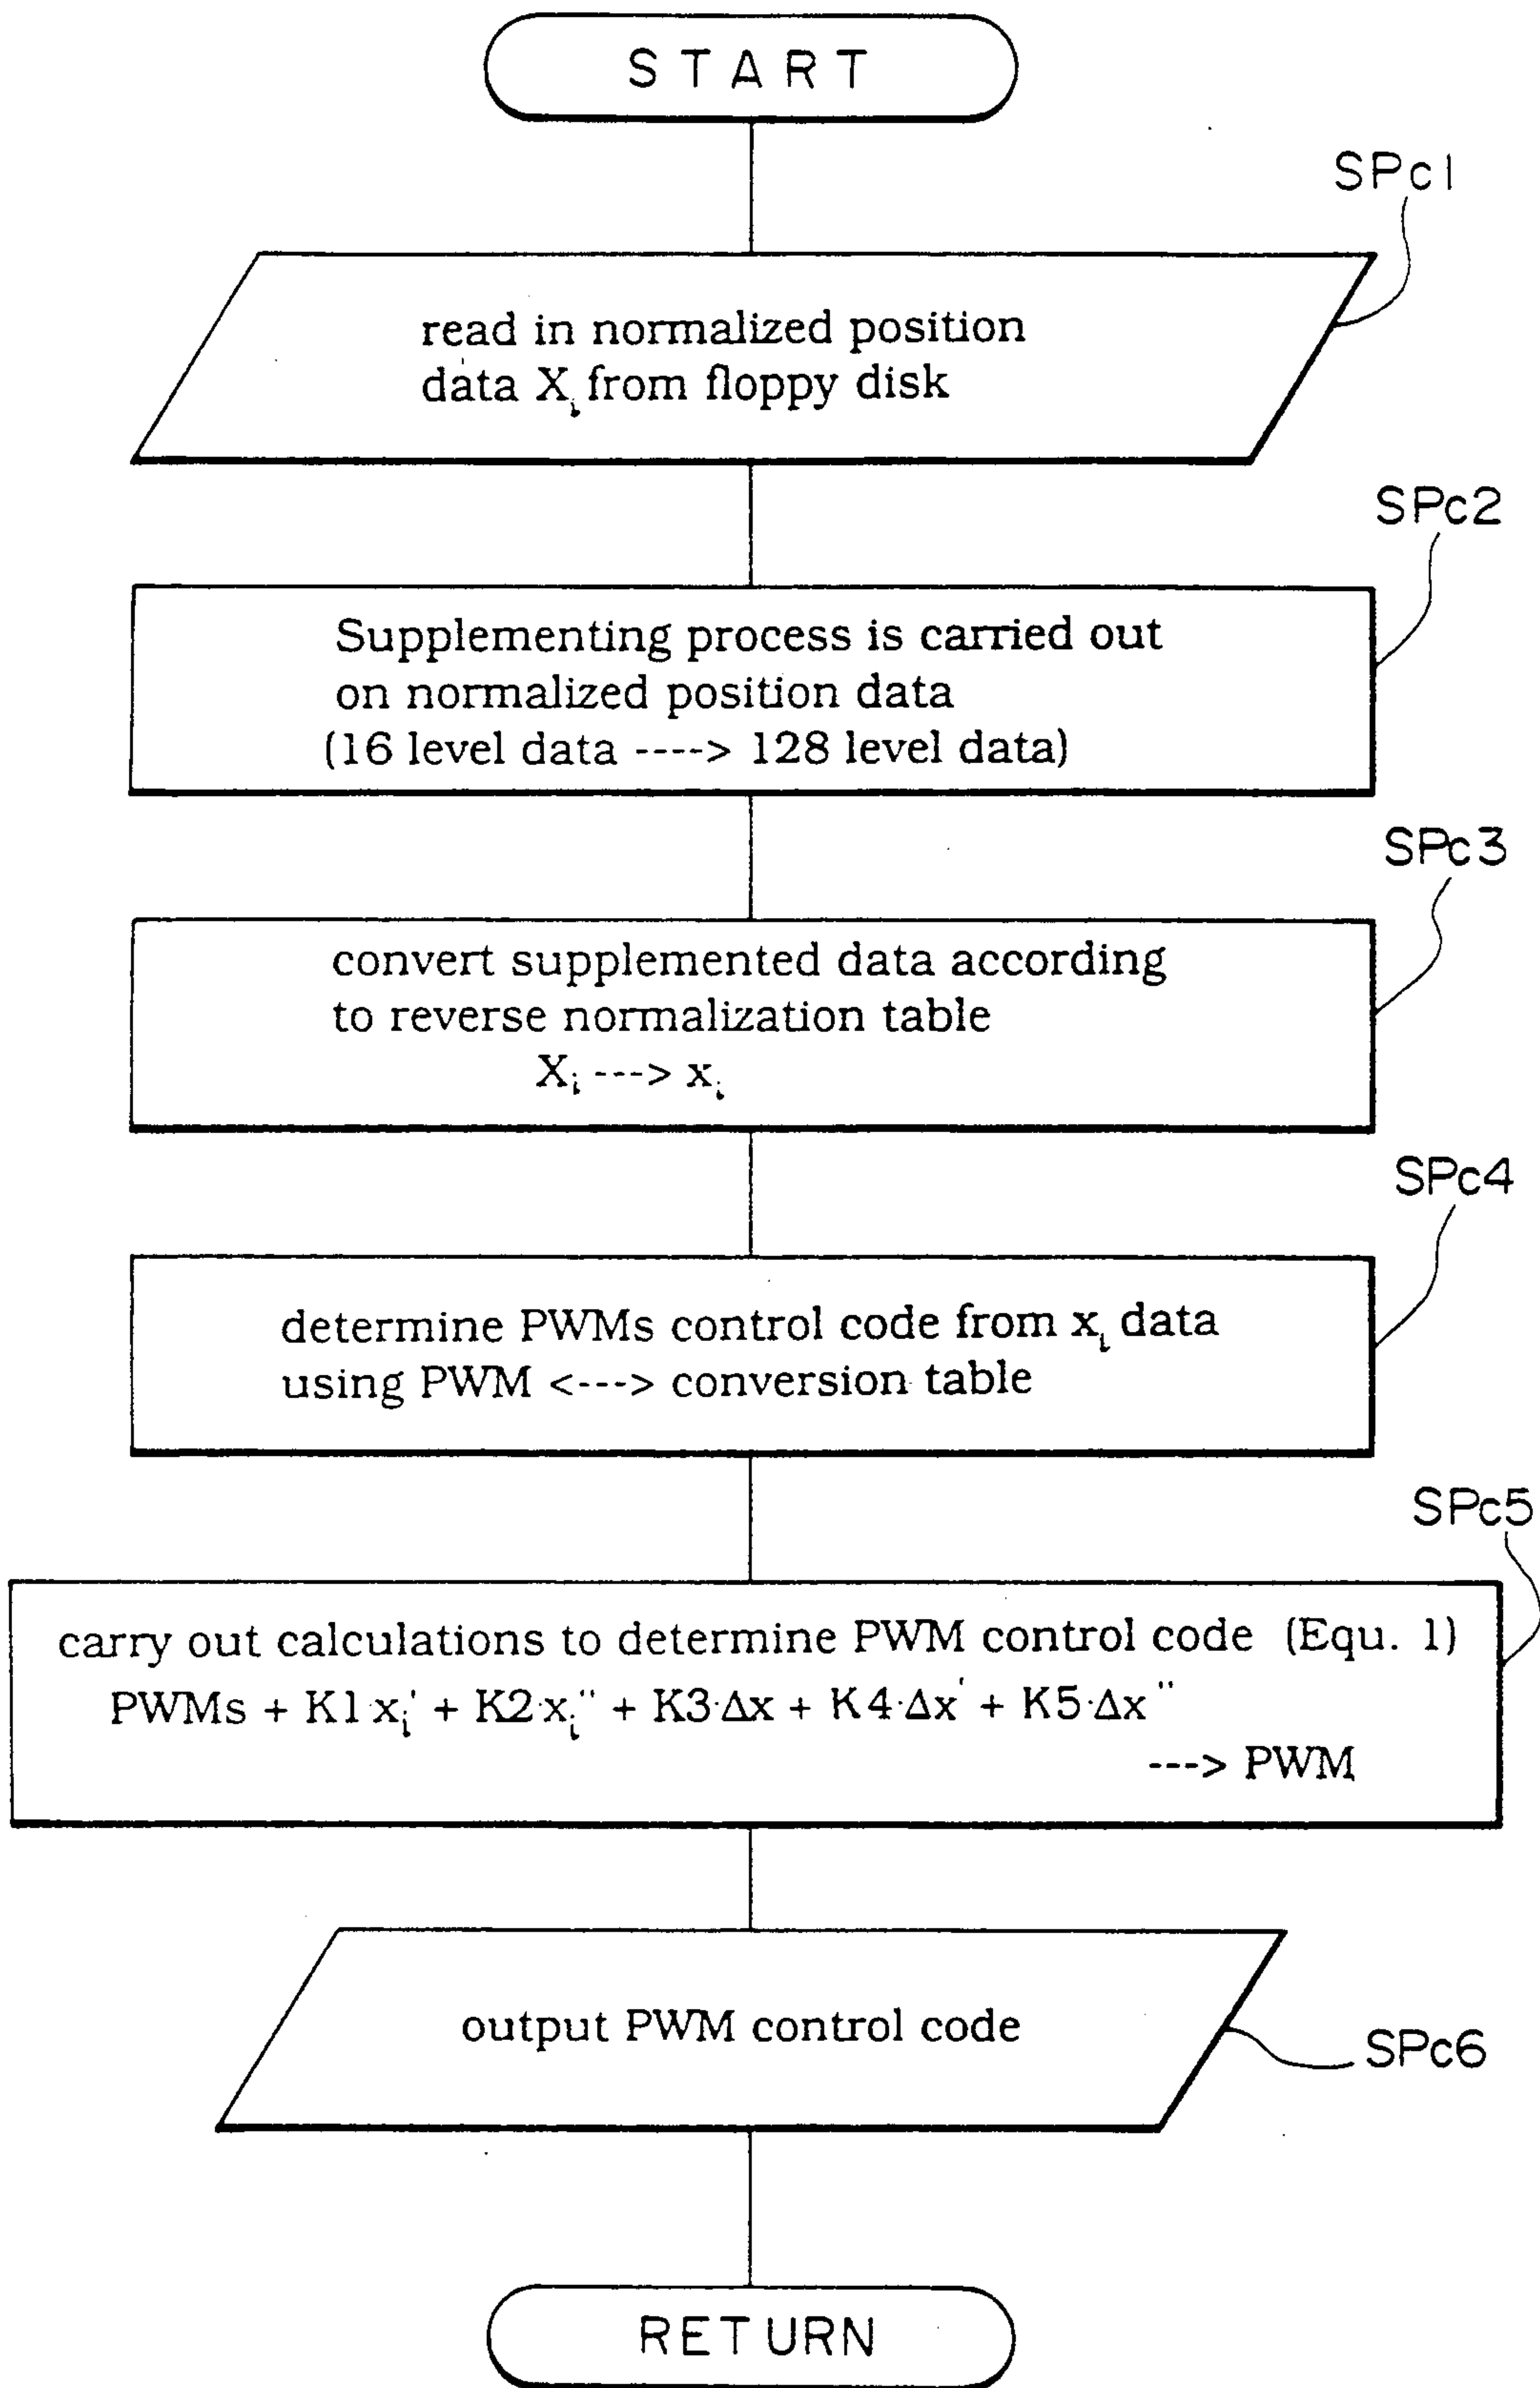 START
SPc1
read in normalized position
data Xi from floppy disk
SPc2
Supplementing process is carried out
on normalized position data
(16 level data ----> 128 level data)
SPc3
convert supplemented data according
to reverse normalization table
Xi ---> xi
SPc4
determine PWMs control code from xi data
using PWM <---> conversion table
SPc5
carry out calculations to determine PWM control code (Equ. 1)
PWMs + K1·xi' + K2·xi'' + K3·Δx + K4·Δx' + K5·Δx''
---> PWM
output PWM control code
SPc6
RETURN